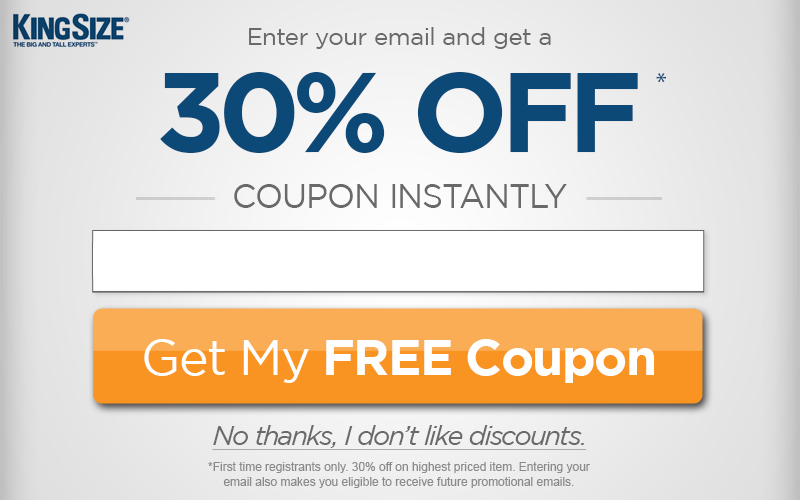 KINGSIZE®
THE BIG AND TALL EXPERTS™
Enter your email and get a
30% OFF*
COUPON INSTANTLY
Get My FREE Coupon
No thanks, I don't like discounts.
*First time registrants only. 30% off on highest priced item. Entering your
email also makes you eligible to receive future promotional emails.